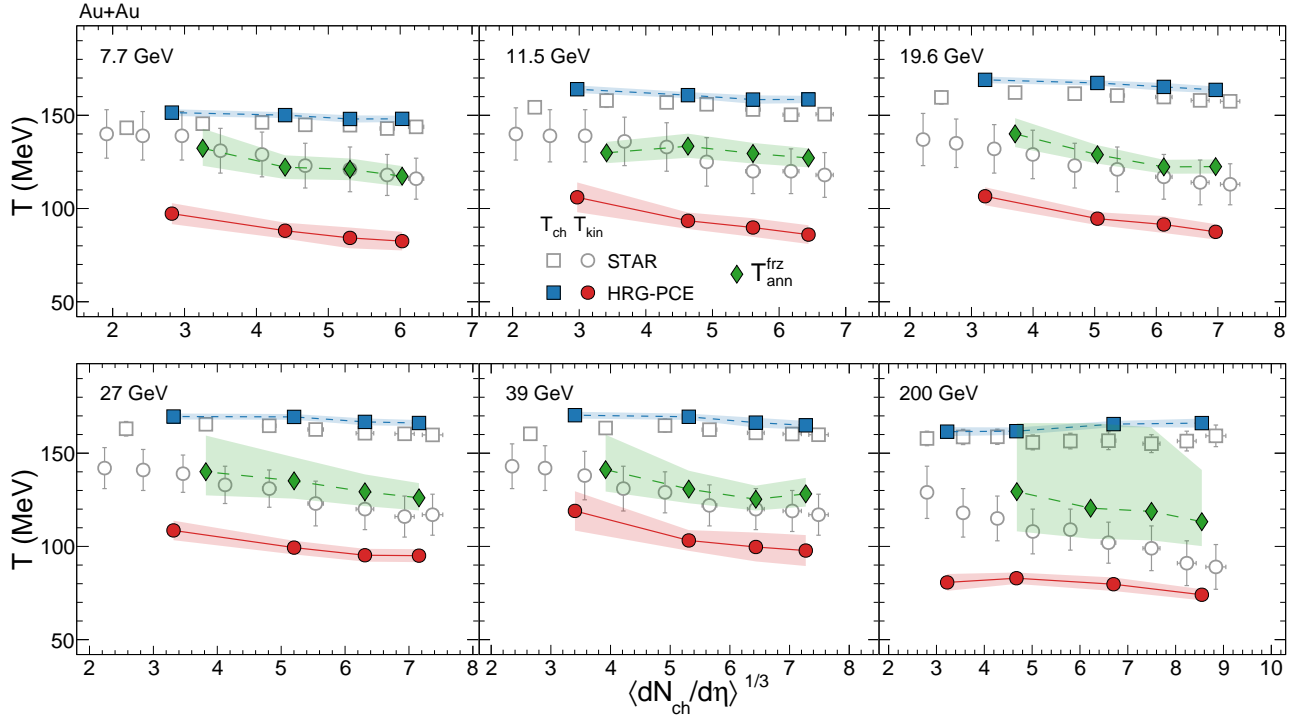 Au+Au
7.7 GeV
11.5 GeV
19.6 GeV
150
100
50
T (MeV)
T_ch T_kin
STAR
HRG-PCE
T_ann^frz
2 3 4 5 6 7
2 3 4 5 6 7
2 3 4 5 6 7 8
27 GeV
39 GeV
200 GeV
200
150
100
50
T (MeV)
2 3 4 5 6 7 8
2 3 4 5 6 7 8
2 3 4 5 6 7 8 9 10
⟨dN_ch/dη⟩^1/3